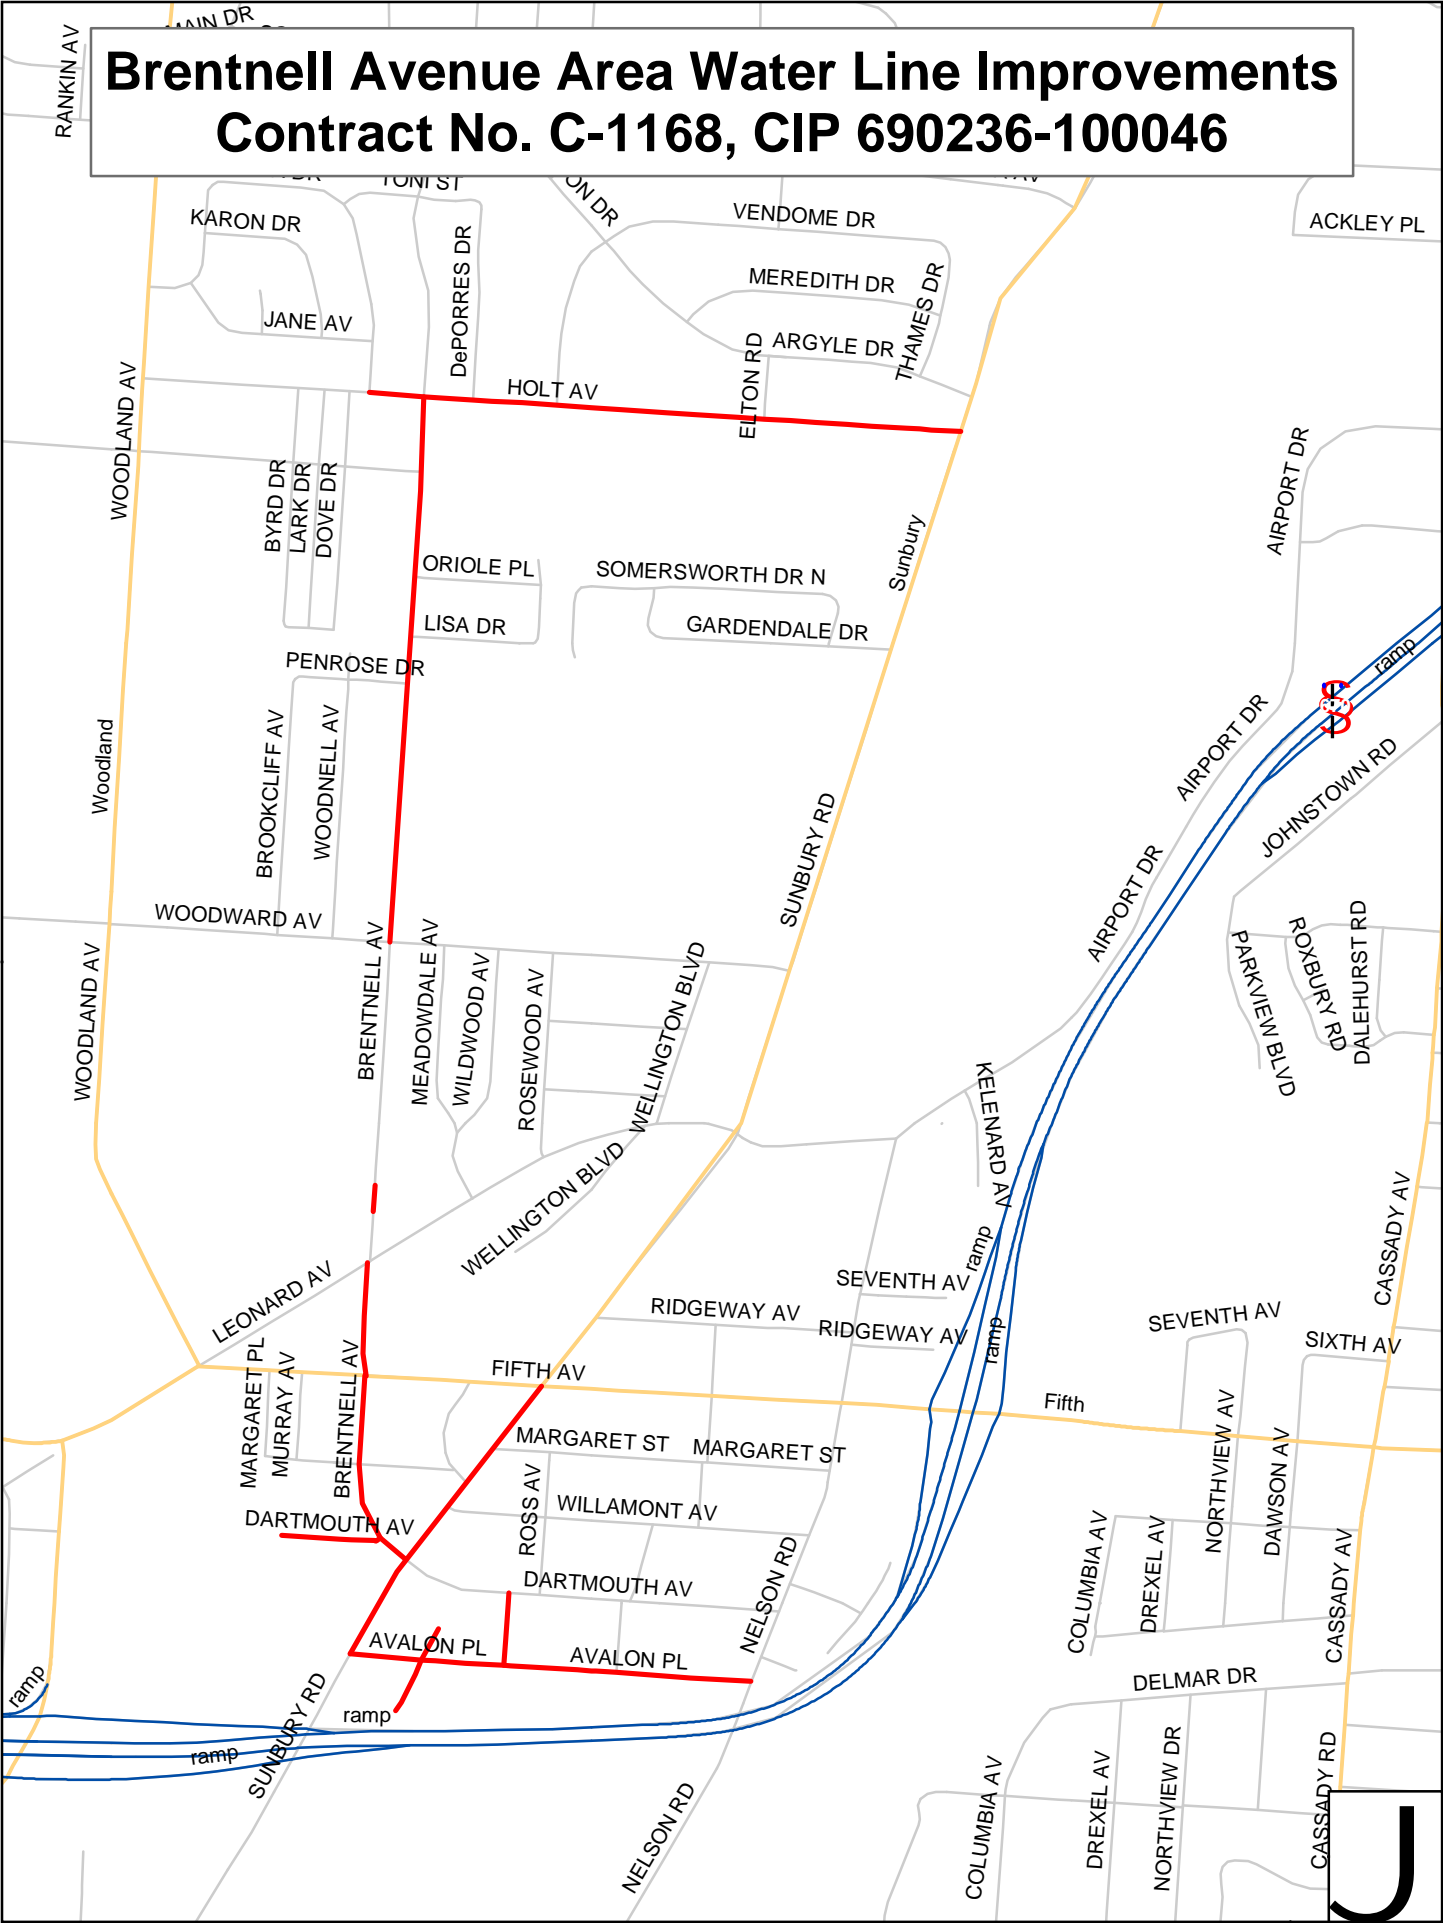 MAIN DR
RANKIN AV
Brentnell Avenue Area Water Line Improvements
Contract No. C-1168, CIP 690236-100046
DR
TONI ST
ON DR
AV
KARON DR
VENDOME DR
ACKLEY PL
DePORRES DR
MEREDITH DR
THAMES DR
JANE AV
ARGYLE DR
ELTON RD
HOLT AV
WOODLAND AV
BYRD DR
LARK DR
DOVE DR
AIRPORT DR
Sunbury
ORIOLE PL
SOMERSWORTH DR N
LISA DR
GARDENDALE DR
PENROSE DR
ramp
Woodland
BROOKCLIFF AV
WOODNELL AV
AIRPORT DR
JOHNSTOWN RD
SUNBURY RD
WOODWARD AV
AIRPORT DR
WOODLAND AV
BRENTNELL AV
MEADOWDALE AV
WILDWOOD AV
ROSEWOOD AV
WELLINGTON BLVD
PARKVIEW BLVD
ROXBURY RD
DALEHURST RD
KELENARD AV
WELLINGTON BLVD
CASSADY AV
ramp
LEONARD AV
SEVENTH AV
RIDGEWAY AV
RIDGEWAY AV
ramp
SEVENTH AV
SIXTH AV
MARGARET PL
MURRAY AV
BRENTNELL AV
FIFTH AV
Fifth
MARGARET ST
MARGARET ST
NORTHVIEW AV
DAWSON AV
ROSS AV
WILLAMONT AV
DARTMOUTH AV
COLUMBIA AV
DREXEL AV
CASSADY AV
DARTMOUTH AV
NELSON RD
AVALON PL
AVALON PL
ramp
SUNBURY RD
ramp
ramp
DELMAR DR
NELSON RD
COLUMBIA AV
DREXEL AV
NORTHVIEW DR
CASSADY RD
J